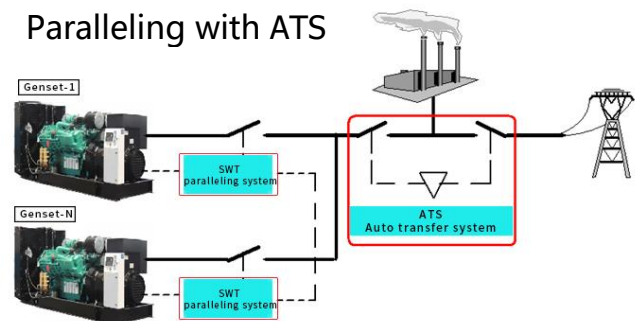 Paralleling with ATS
Genset-1
SWT
paralleling system
ATS
Auto transfer system
Genset-N
SWT
paralleling system